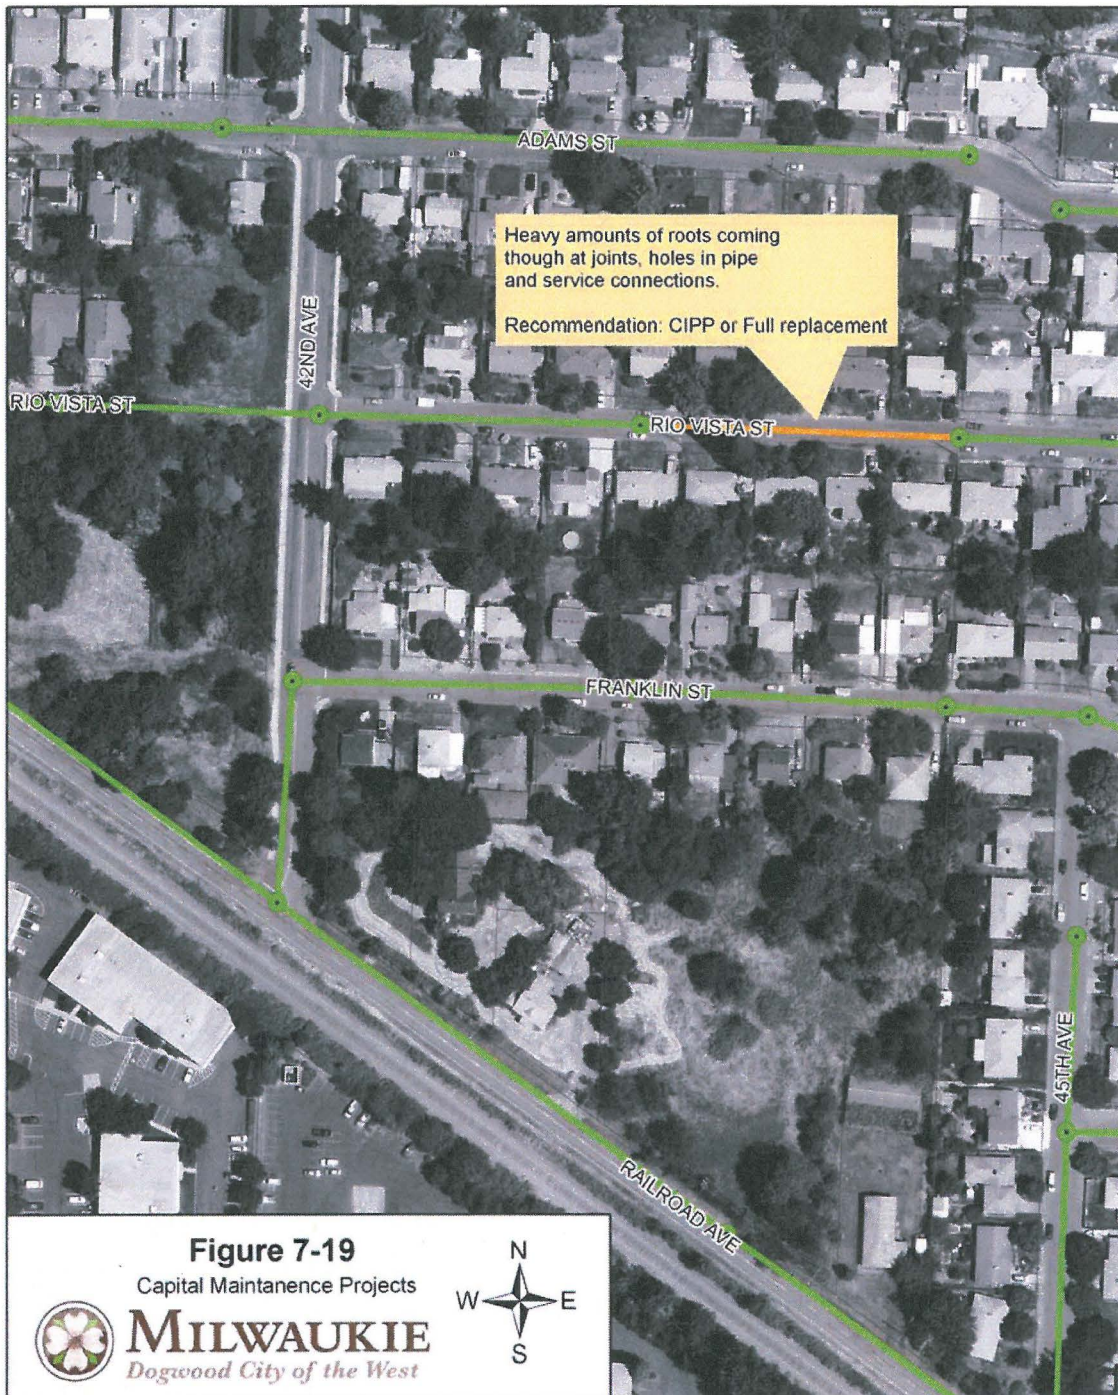 ADAMS ST
Heavy amounts of roots coming
though at joints, holes in pipe
and service connections.
Recommendation: CIPP or Full replacement
42ND AVE
RIO VISTA ST
RIO VISTA ST
FRANKLIN ST
45TH AVE
RAILROAD AVE
Figure 7-19
Capital Maintanence Projects
MILWAUKIE
Dogwood City of the West
N
W E
S